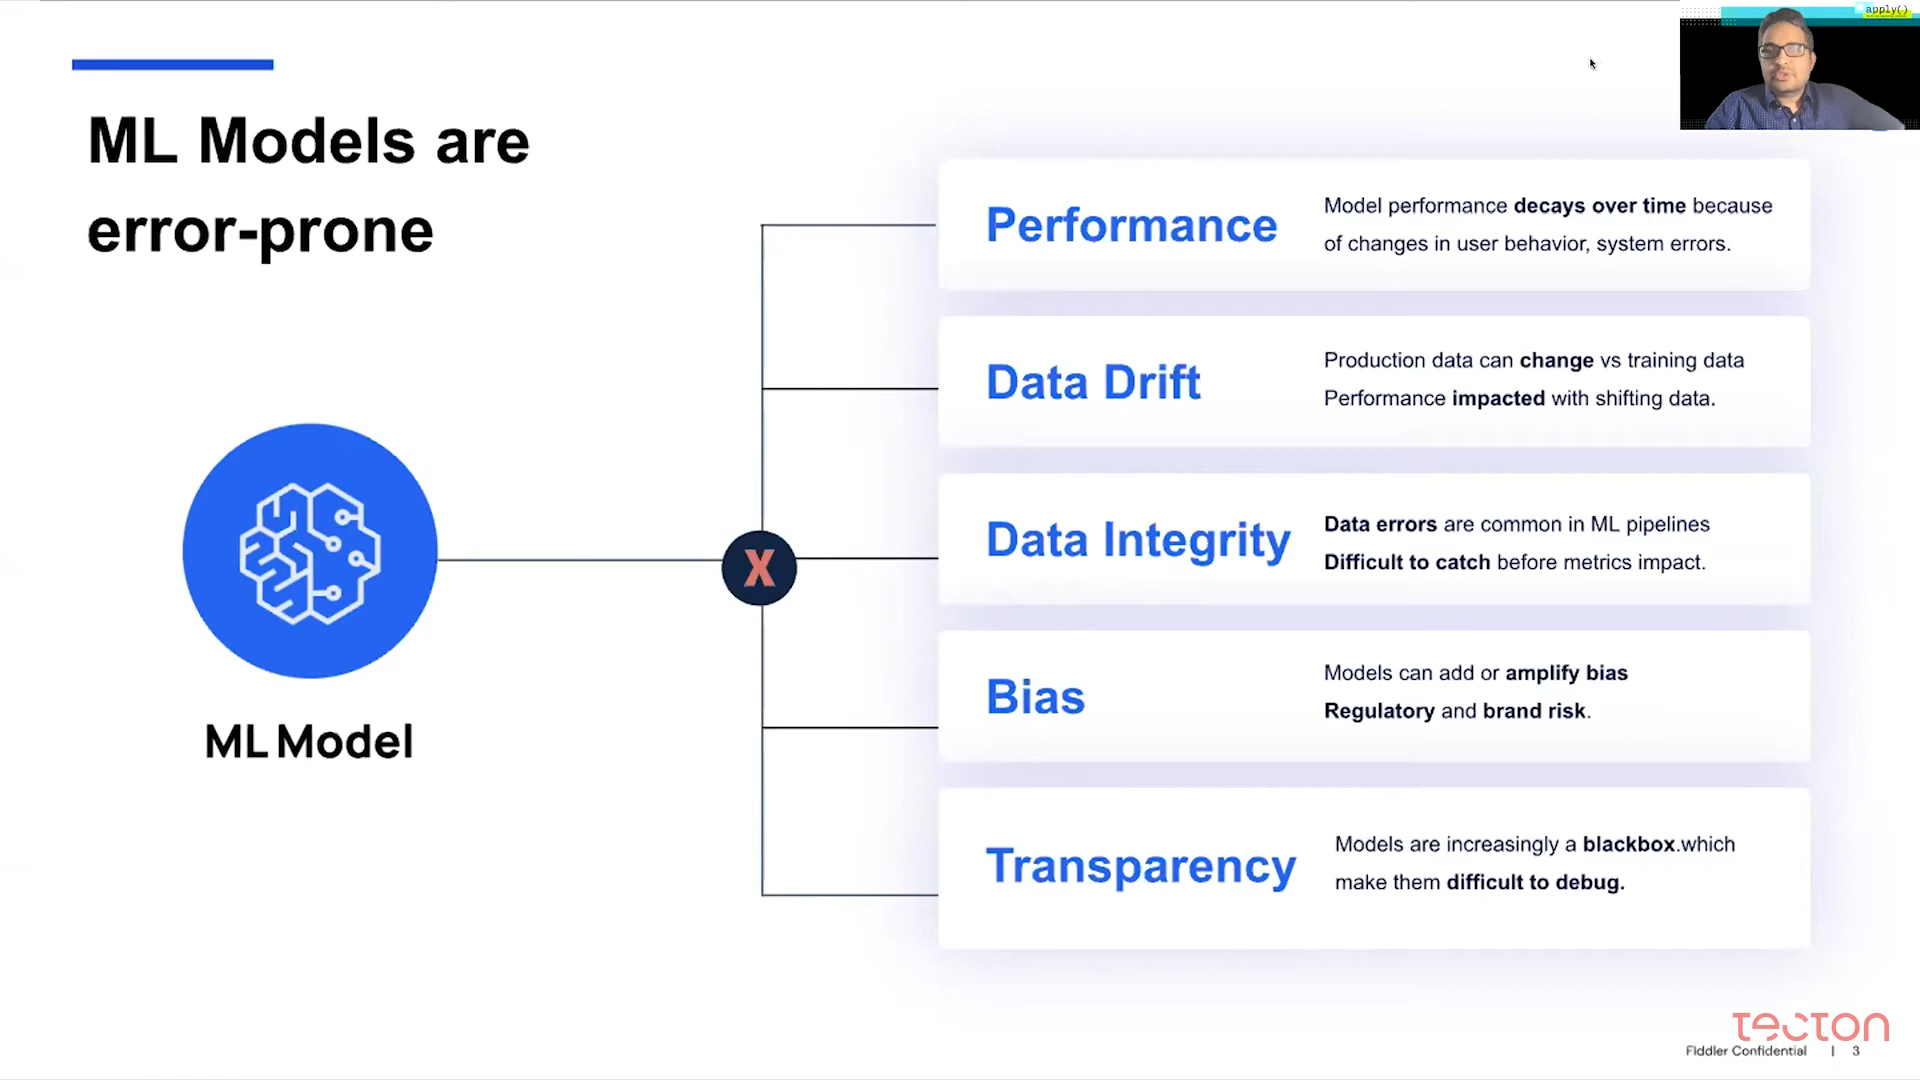 apply()
ML Models are
error-prone
ML Model
X
Performance
Model performance decays over time because
of changes in user behavior, system errors.
Data Drift
Production data can change vs training data
Performance impacted with shifting data.
Data Integrity
Data errors are common in ML pipelines
Difficult to catch before metrics impact.
Bias
Models can add or amplify bias
Regulatory and brand risk.
Transparency
Models are increasingly a blackbox.which
make them difficult to debug.
tecton
Fiddler Confidential | 3